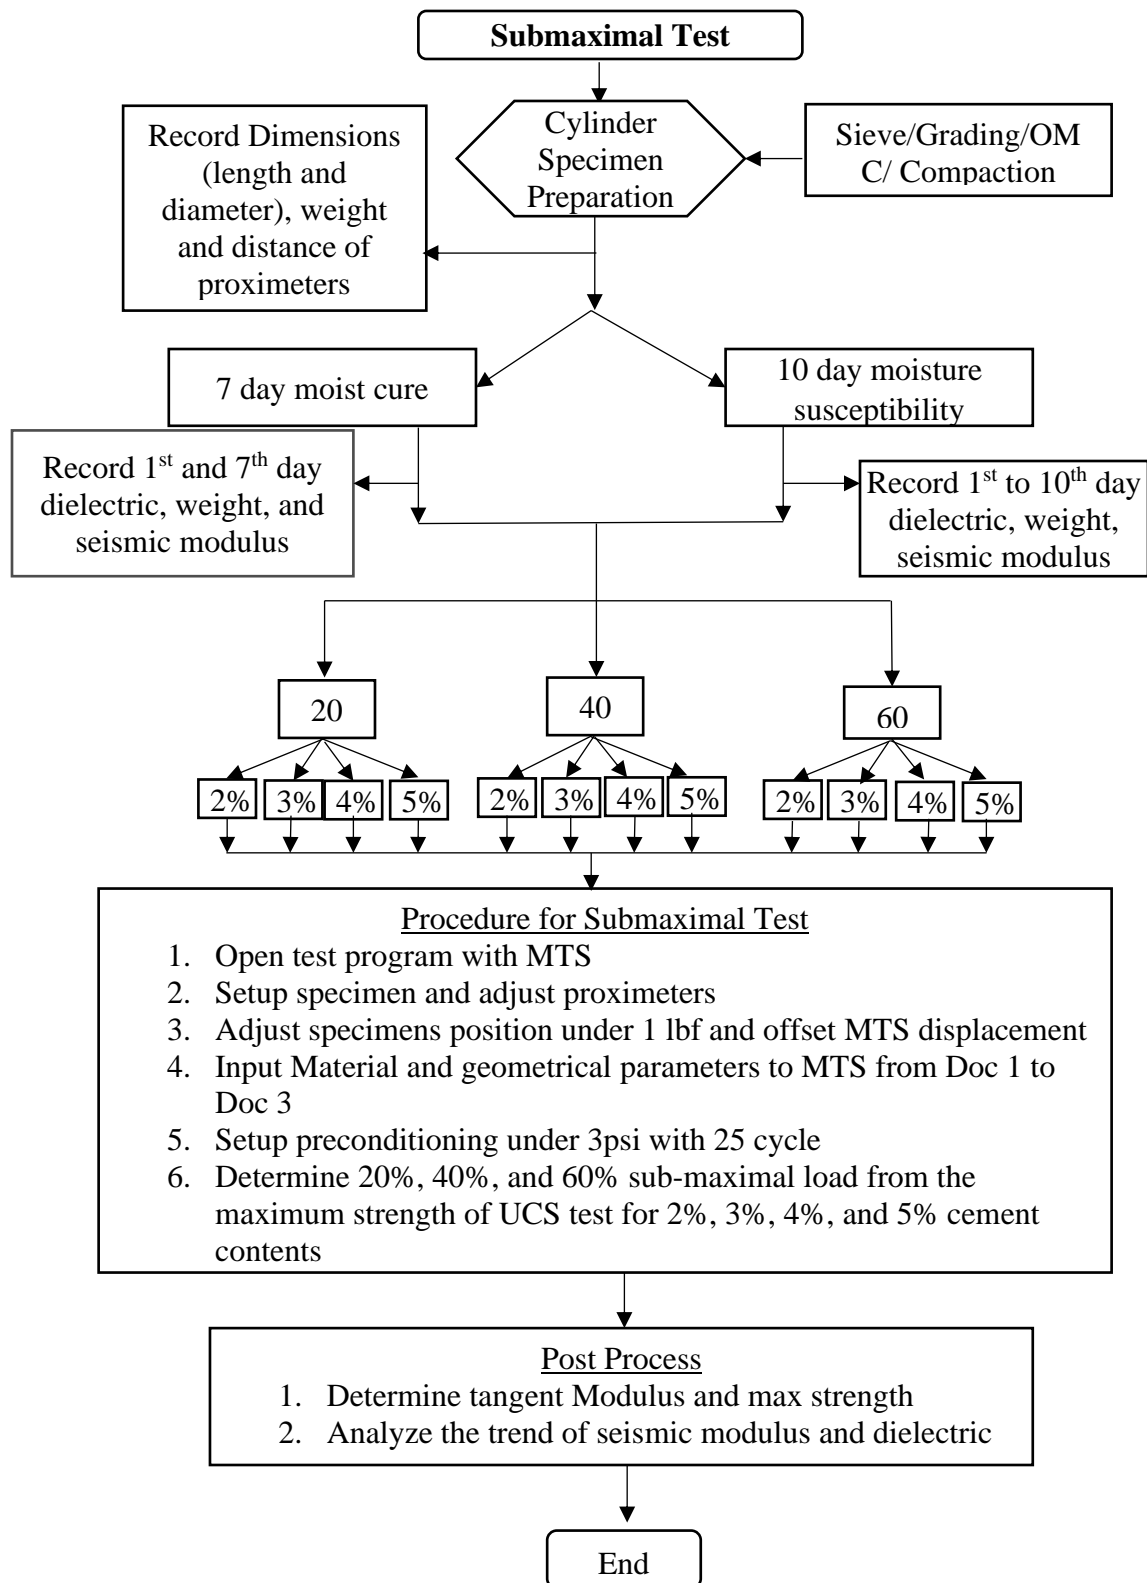 Submaximal Test
Cylinder
Specimen
Preparation
Sieve/Grading/OM
C/ Compaction
Record Dimensions
(length and
diameter), weight
and distance of
proximeters
7 day moist cure
10 day moisture
susceptibility
Record 1st and 7th day
dielectric, weight, and
seismic modulus
Record 1st to 10th day
dielectric, weight,
seismic modulus
20
40
60
2% 3% 4% 5% 2% 3% 4% 5% 2% 3% 4% 5%
Procedure for Submaximal Test
1. Open test program with MTS
2. Setup specimen and adjust proximeters
3. Adjust specimens position under 1 lbf and offset MTS displacement
4. Input Material and geometrical parameters to MTS from Doc 1 to
Doc 3
5. Setup preconditioning under 3psi with 25 cycle
6. Determine 20%, 40%, and 60% sub-maximal load from the
maximum strength of UCS test for 2%, 3%, 4%, and 5% cement
contents
Post Process
1. Determine tangent Modulus and max strength
2. Analyze the trend of seismic modulus and dielectric
End